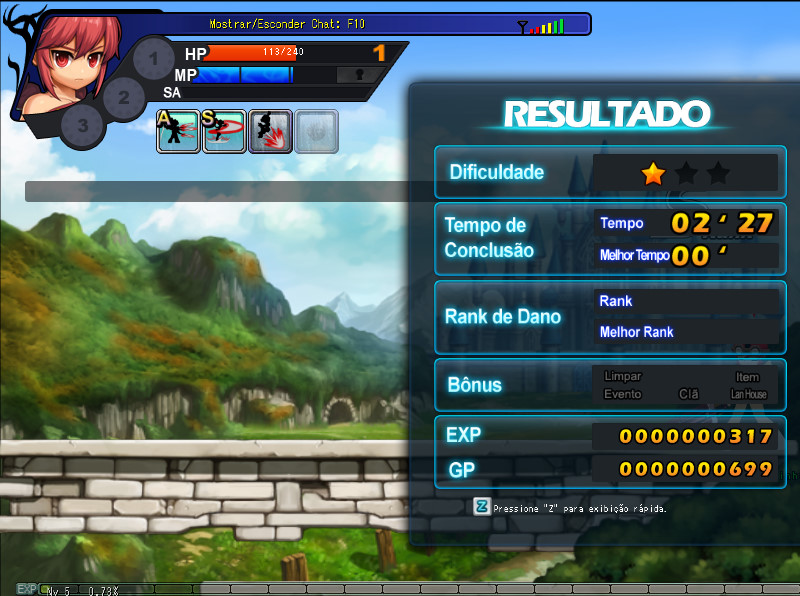 Mostrar/Esconder Chat: F10
HP 113/240 1
MP
SA
1
2
3
A S
RESULTADO
Dificuldade
Tempo de Conclusão
Tempo 02 ‘ 27
Melhor Tempo 00 ‘
Rank de Dano
Rank
Melhor Rank
Bônus
Limpar Item
Evento Clã Lan House
EXP 0000000317
GP 0000000699
Z Pressione "Z" para exibição rápida.
EXP Nv 5 0.73%